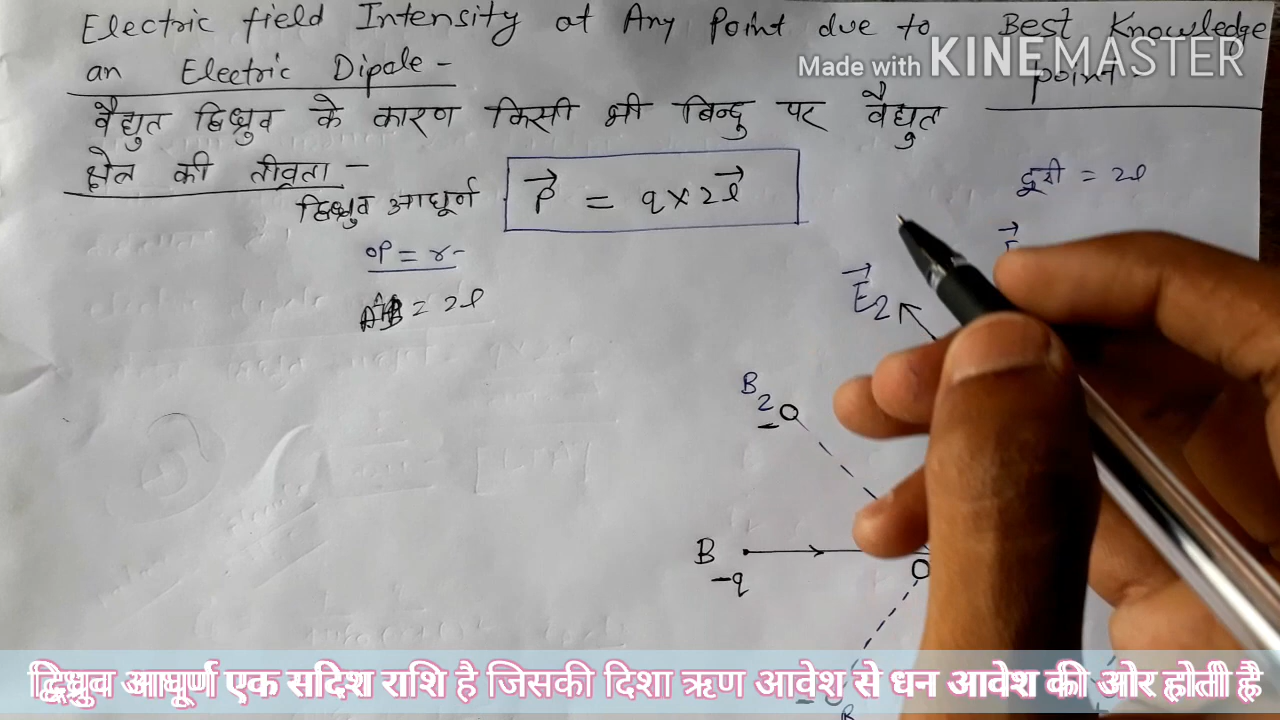 Electric field Intensity at Any Point due to
an Electric Dipole -
Best Knowledge
point -
Made with KINEMASTER
वैद्युत द्विध्रुव के कारण किसी भी बिन्दु पर वैद्युत
क्षेत्र की तीव्रता -
द्विध्रुव आघूर्ण
P⃗ = q × 2l⃗
दूरी = 2l
OP = r
AB = 2l
E⃗2
B2
-
B
-q
O
द्विध्रुव आघूर्ण एक सदिश राशि है जिसकी दिशा ऋण आवेश से धन आवेश की ओर होती है